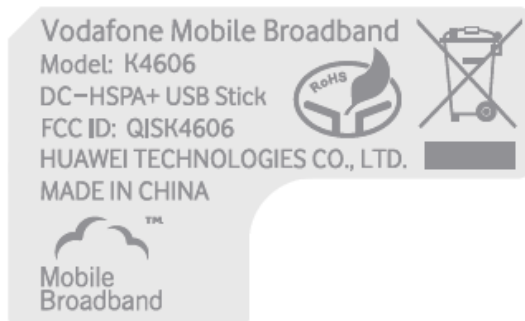 Vodafone Mobile Broadband
Model: K4606
RoHS
DC-HSPA+ USB Stick
FCC ID: QISK4606
HUAWEI TECHNOLOGIES CO., LTD.
MADE IN CHINA
TM
Mobile
Broadband